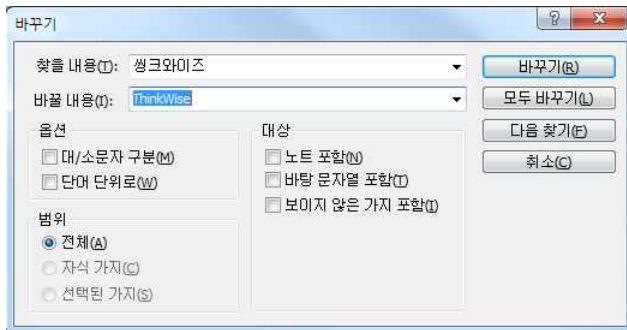 바꾸기
찾을 내용(T): 씽크와이즈
바꿀 내용(I): ThinkWise
옵션
대/소문자 구분(M)
단어 단위로(W)
범위
전체(A)
자식 가지(C)
선택된 가지(S)
대상
노트 포함(N)
바탕 문자열 포함(T)
보이지 않은 가지 포함(I)
바꾸기(R)
모두 바꾸기(L)
다음 찾기(F)
취소(C)